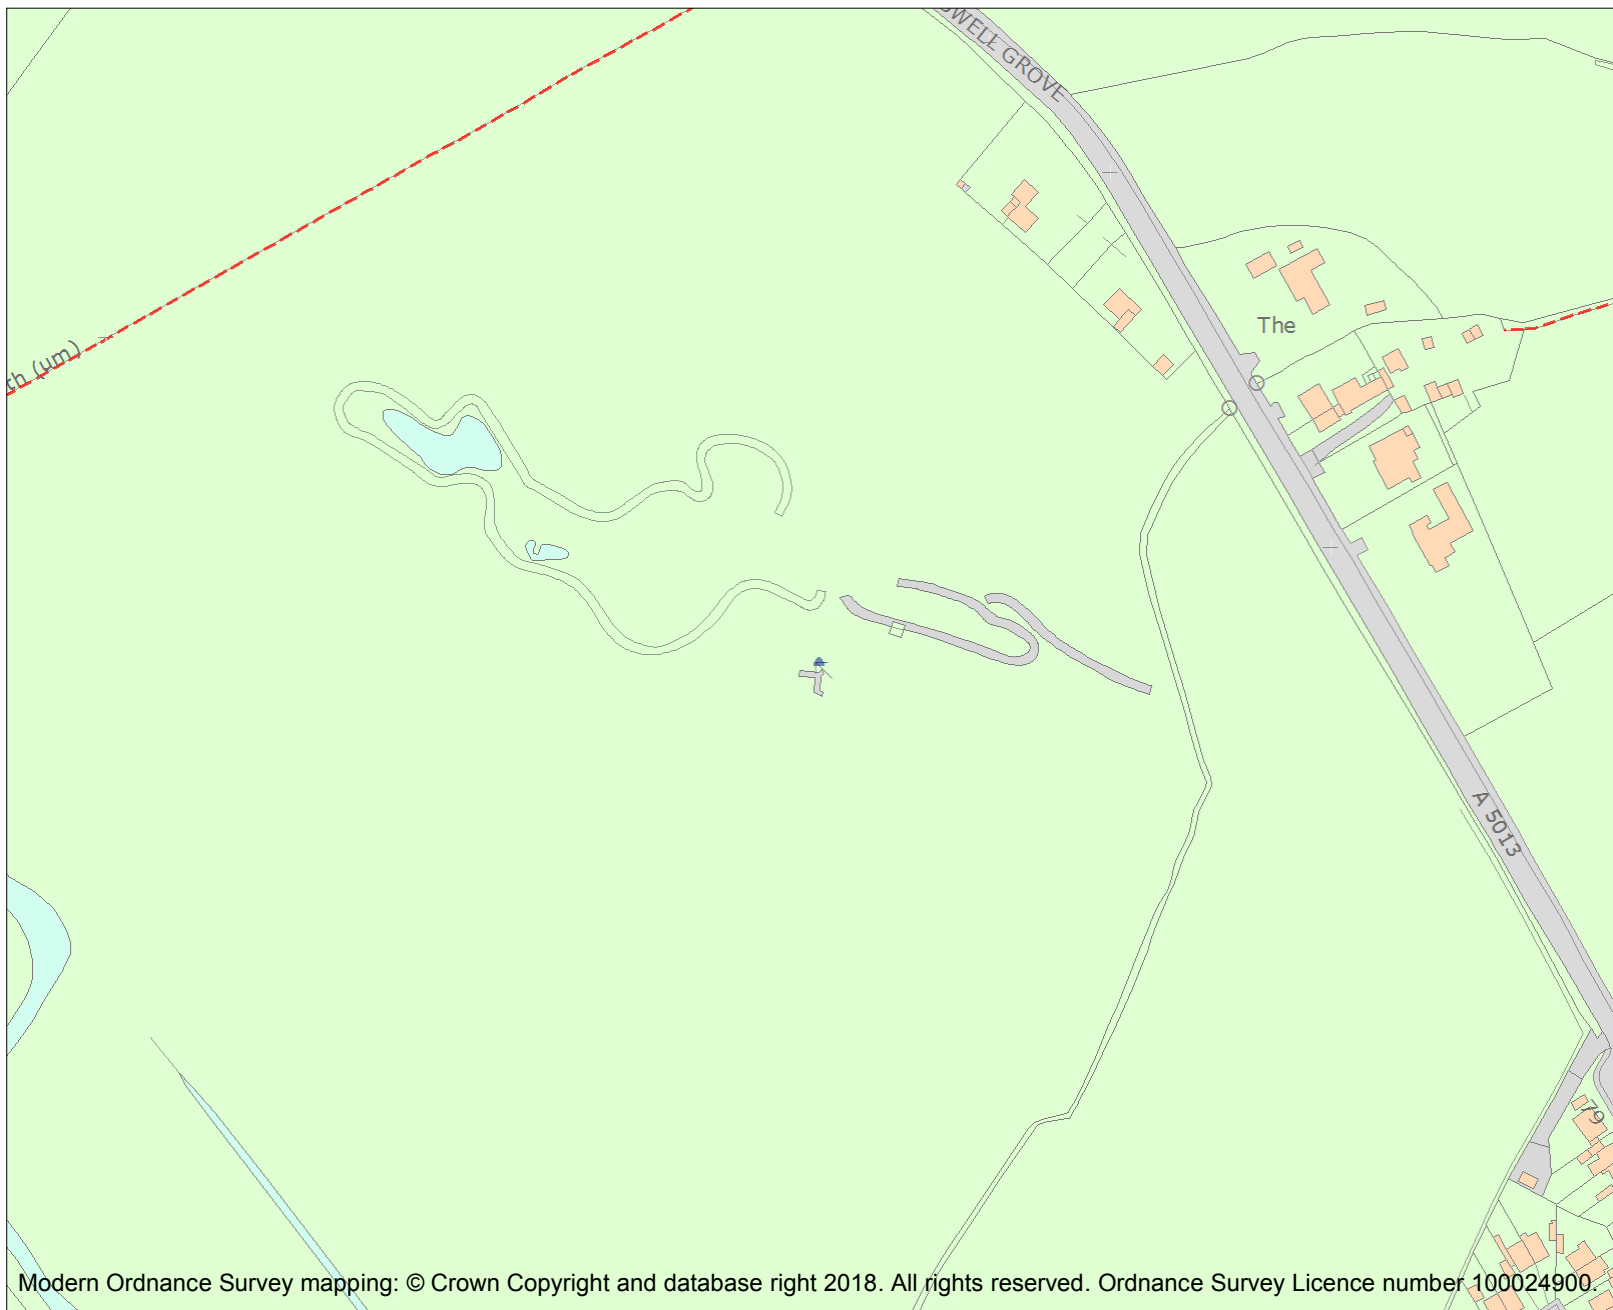 GROVE
The
th (um)
A 5013
79
Modern Ordnance Survey mapping: © Crown Copyright and database right 2018. All rights reserved. Ordnance Survey Licence number 100024900.